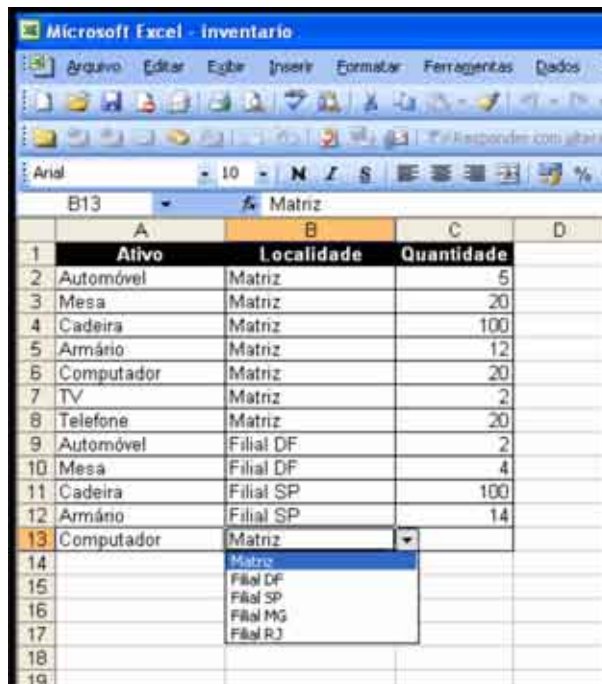 Microsoft Excel - Inventario
Arquivo Editar Exibir Inserir Formatar Ferramentas Dados
Responder com
Arial 10 N I S %
B13 fx Matriz
A B C D
1 Ativo Localidade Quantidade
2 Automóvel Matriz 5
3 Mesa Matriz 20
4 Cadeira Matriz 100
5 Armário Matriz 12
6 Computador Matriz 20
7 TV Matriz 2
8 Telefone Matriz 20
9 Automóvel Filial DF 2
10 Mesa Filial DF 4
11 Cadeira Filial SP 100
12 Armário Filial SP 14
13 Computador Matriz
14 Matriz
15 Filial DF
Filial SP
16 Filial MG
17 Filial RJ
18
19